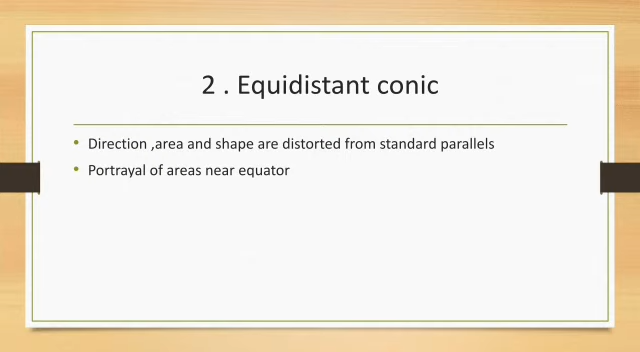 2 . Equidistant conic
• Direction ,area and shape are distorted from standard parallels
• Portrayal of areas near equator